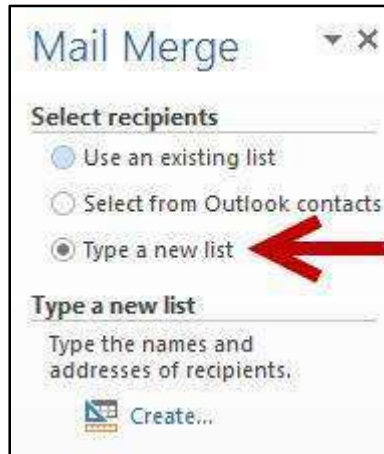 Mail Merge
Select recipients
Use an existing list
Select from Outlook contacts
Type a new list
Type a new list
Type the names and
addresses of recipients.
Create...